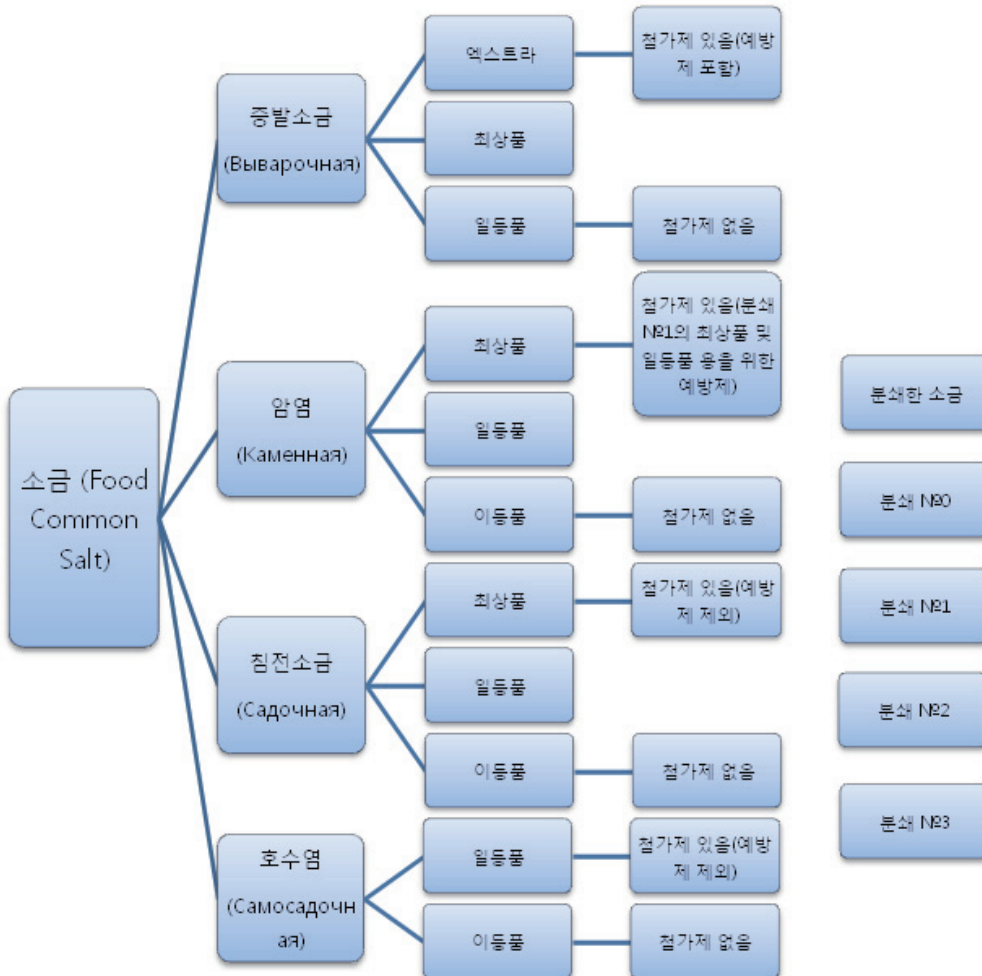 소금 (Food
Common
Salt)
증발소금
(Выварочная)
엑스트라
첨가제 있음(예방
제 포함)
최상품
일등품
첨가제 없음
암염
(Каменная)
최상품
첨가제 있음(분쇄
№1의 최상품 및
일등품 용을 위한
예방제)
일등품
이등품
첨가제 없음
침전소금
(Садочная)
최상품
첨가제 있음(예방
제 제외)
일등품
이등품
첨가제 없음
호수염
(Самосадочн
ая)
일등품
첨가제 있음(예방
제 제외)
이등품
첨가제 없음
분쇄한 소금
분쇄 №0
분쇄 №1
분쇄 №2
분쇄 №3